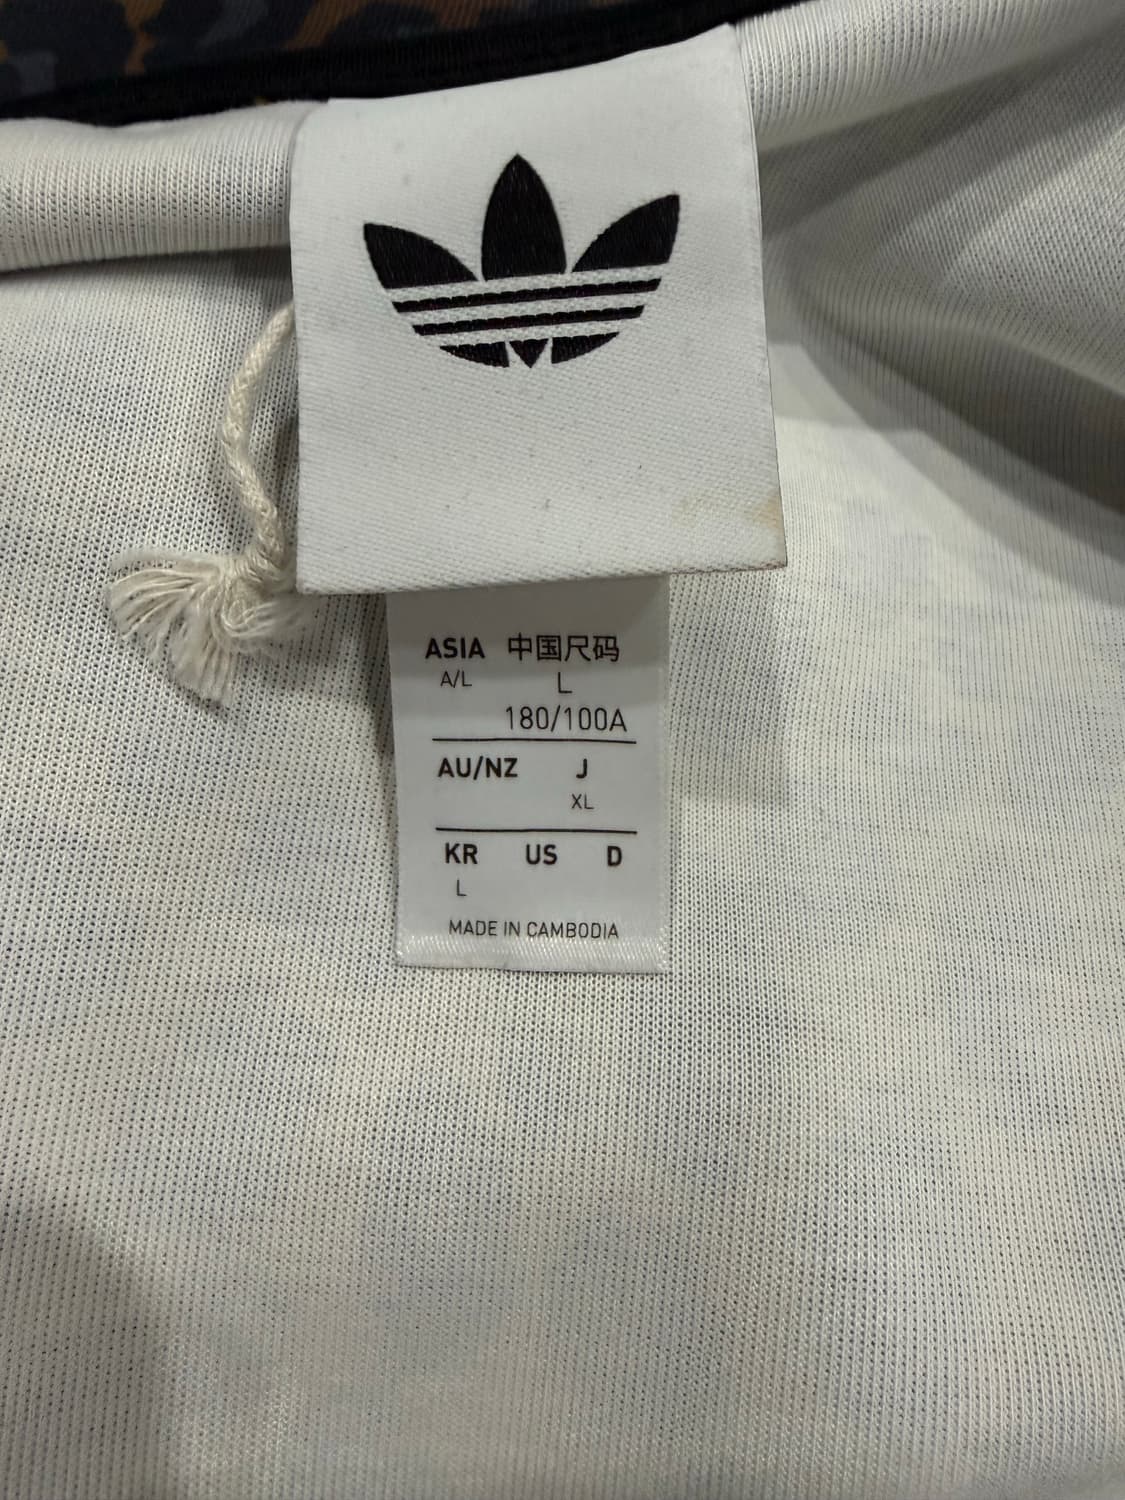 ASIA 中国尺码
A/L L
180/100A
AU/NZ J
XL
KR US D
L
MADE IN CAMBODIA